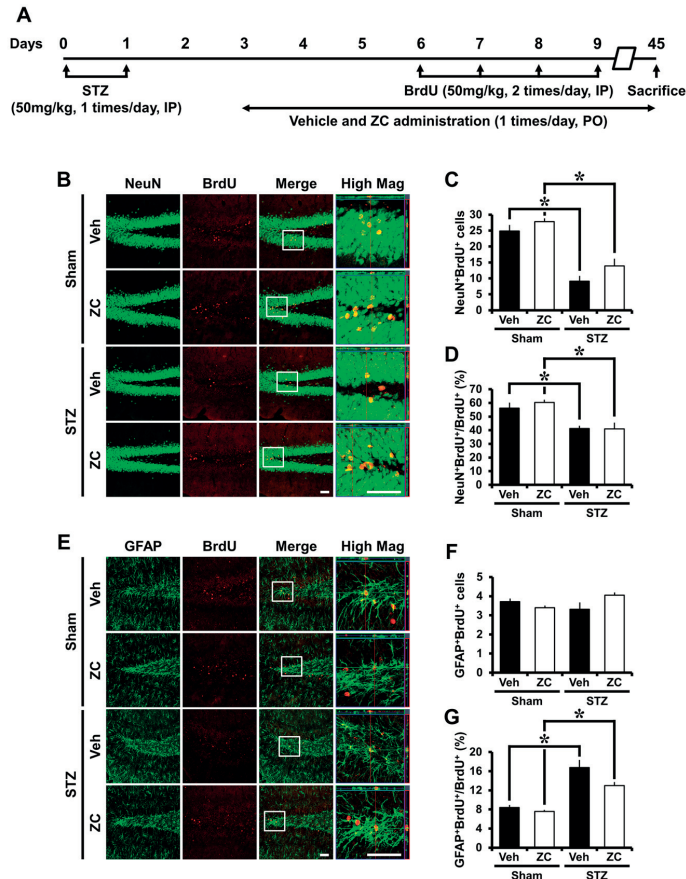 A
Days 0 1 2 3 4 5 6 7 8 9 45
STZ
(50mg/kg, 1 times/day, IP)
BrdU (50mg/kg, 2 times/day, IP)
Sacrifice
Vehicle and ZC administration (1 times/day, PO)
B
NeuN BrdU Merge High Mag
Sham
Veh
ZC
STZ
Veh
ZC
C
NeuN⁺BrdU⁺ cells
30
25
20
15
10
5
0
*
*
Veh ZC Veh ZC
Sham STZ
D
NeuN⁺BrdU⁺/BrdU⁺ (%)
70
60
50
40
30
20
10
0
*
*
Veh ZC Veh ZC
Sham STZ
E
GFAP BrdU Merge High Mag
Sham
Veh
ZC
STZ
Veh
ZC
F
GFAP⁺BrdU⁺ cells
5
4
3
2
1
0
Veh ZC Veh ZC
Sham STZ
G
GFAP⁺BrdU⁺/BrdU⁺ (%)
20
16
12
8
4
0
*
*
Veh ZC Veh ZC
Sham STZ